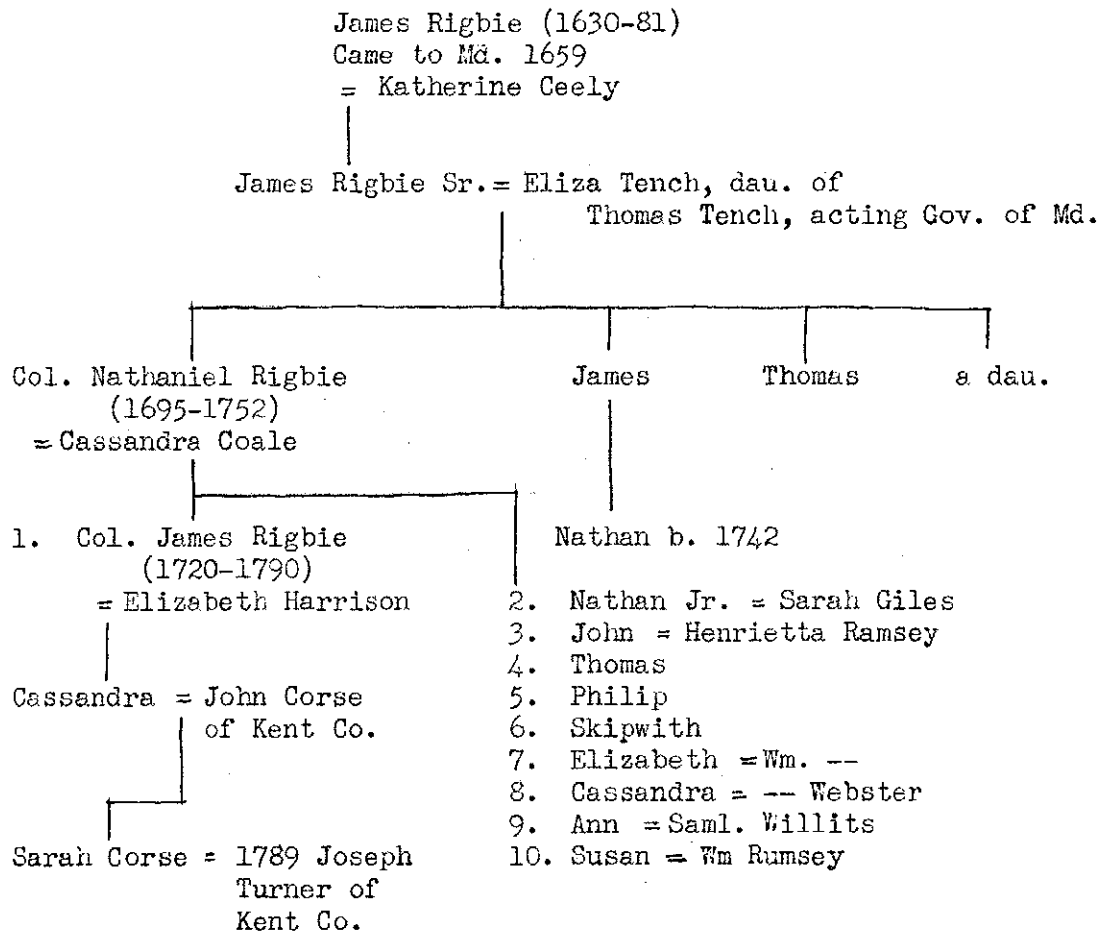 James Rigbie (1630-81)
Came to Md. 1659
= Katherine Ceely
James Rigbie Sr. = Eliza Tench, dau. of
Thomas Tench, acting Gov. of Md.
Col. Nathaniel Rigbie
(1695-1752)
= Cassandra Coale
James
Thomas
a dau.
1. Col. James Rigbie
(1720-1790)
= Elizabeth Harrison
Nathan b. 1742
2. Nathan Jr. = Sarah Giles
3. John = Henrietta Ramsey
4. Thomas
5. Philip
6. Skipwith
7. Elizabeth = Wm. --
8. Cassandra = -- Webster
9. Ann = Saml. Willits
10. Susan = Wm Rumsey
Cassandra = John Corse
of Kent Co.
Sarah Corse = 1789 Joseph
Turner of
Kent Co.